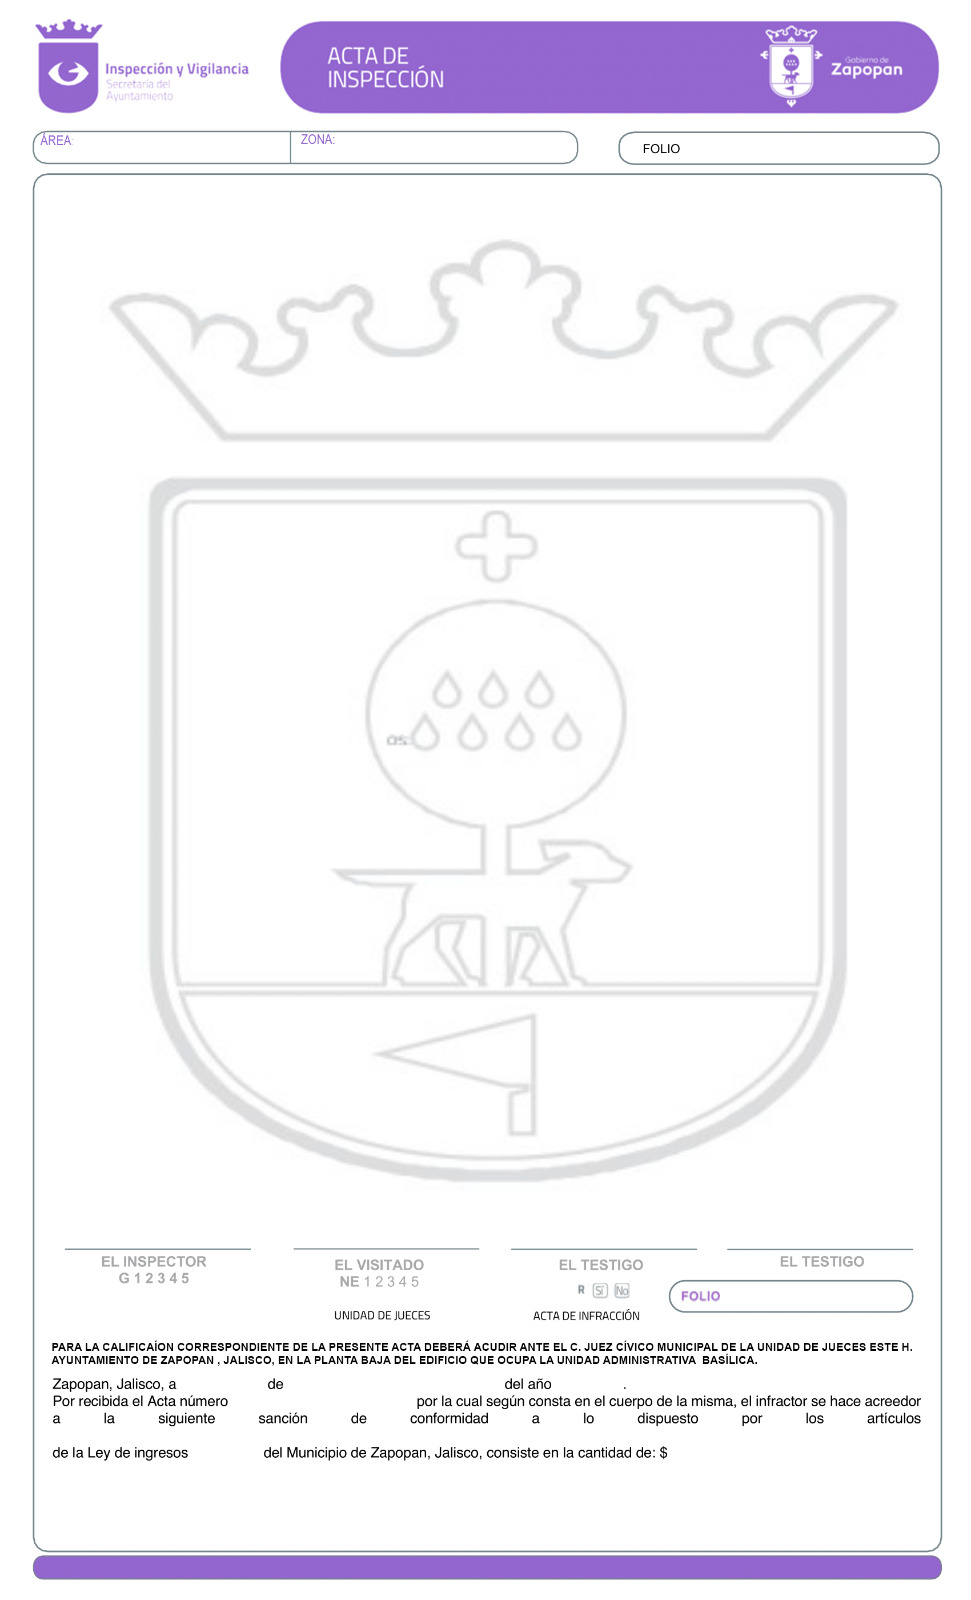 Inspección y Vigilancia
Secretaría del
Ayuntamiento
ACTA DE
INSPECCIÓN
Gobierno de
Zapopan
ÁREA:
ZONA:
FOLIO
os:
EL INSPECTOR
G 1 2 3 4 5
EL VISITADO
NE 1 2 3 4 5
EL TESTIGO
EL TESTIGO
R Sí No
FOLIO
UNIDAD DE JUECES
ACTA DE INFRACCIÓN
PARA LA CALIFICAÍON CORRESPONDIENTE DE LA PRESENTE ACTA DEBERÁ ACUDIR ANTE EL C. JUEZ CÍVICO MUNICIPAL DE LA UNIDAD DE JUECES ESTE H.
AYUNTAMIENTO DE ZAPOPAN , JALISCO, EN LA PLANTA BAJA DEL EDIFICIO QUE OCUPA LA UNIDAD ADMINISTRATIVA BASÍLICA.
Zapopan, Jalisco, a de del año .
Por recibida el Acta número por la cual según consta en el cuerpo de la misma, el infractor se hace acreedor
a la siguiente sanción de conformidad a lo dispuesto por los artículos
de la Ley de ingresos del Municipio de Zapopan, Jalisco, consiste en la cantidad de: $